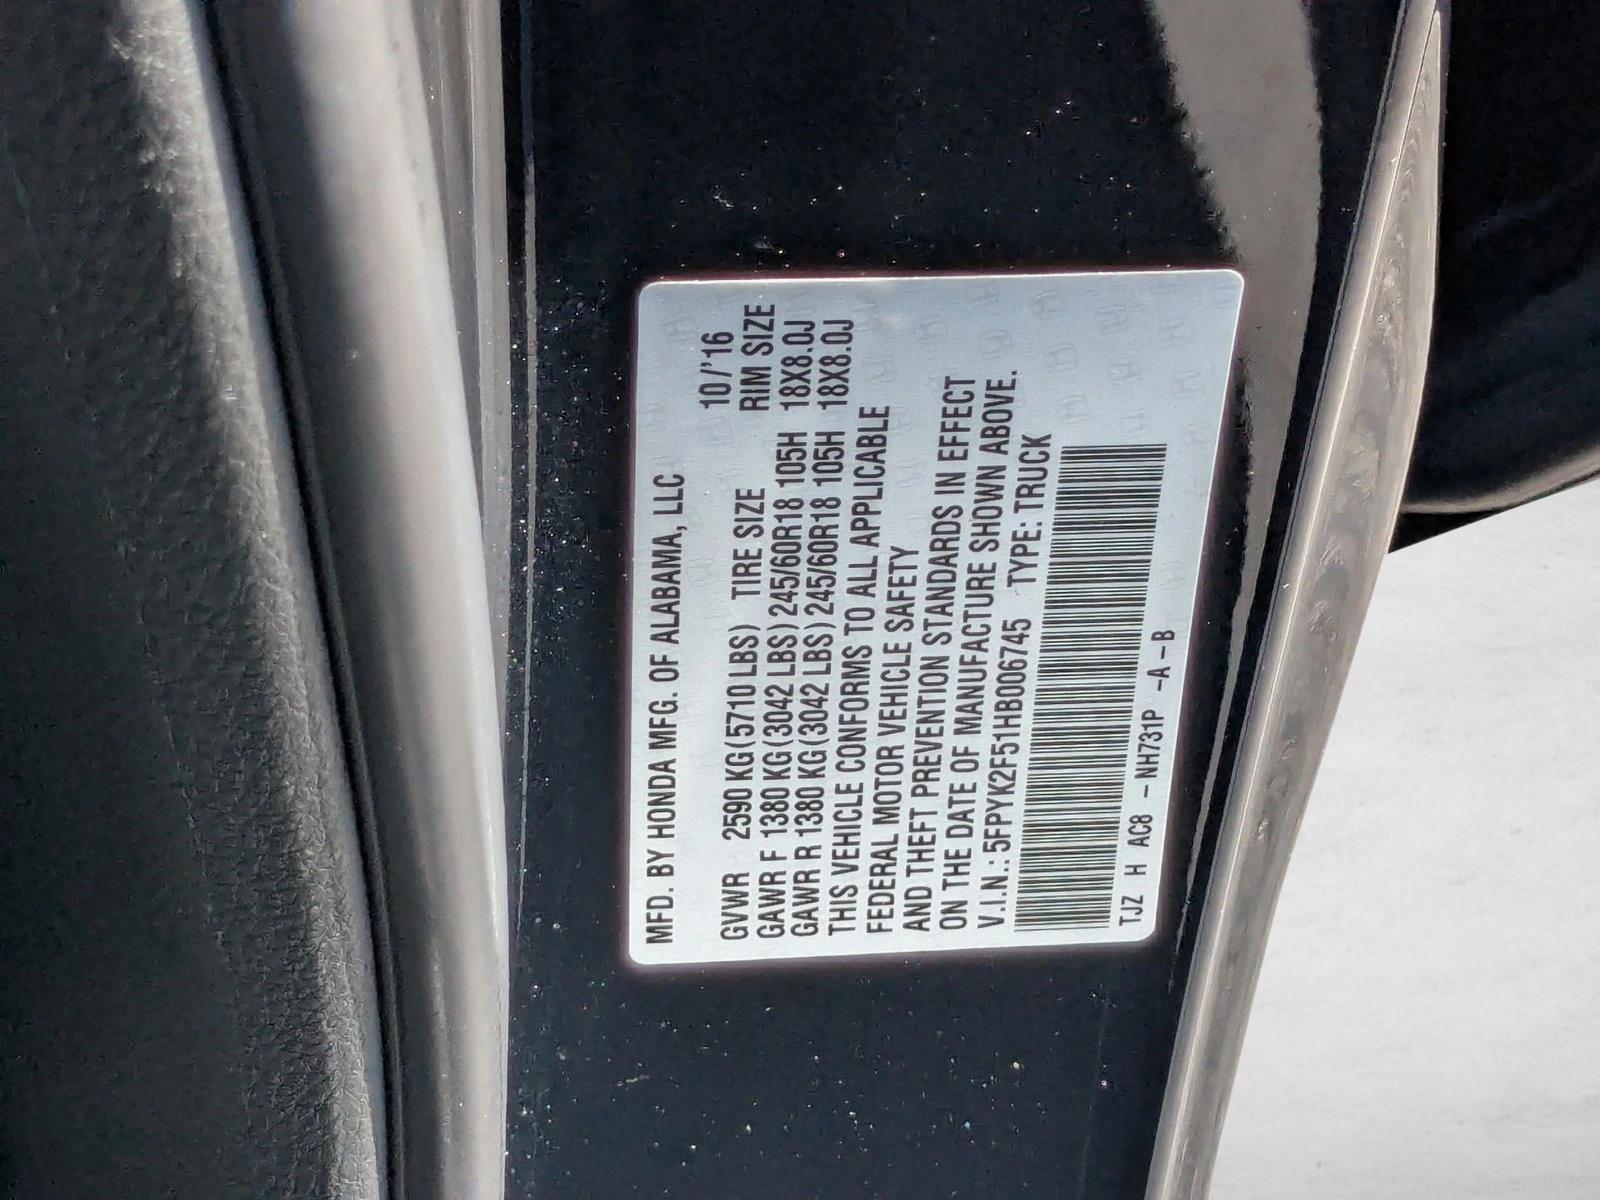 MFD. BY HONDA MFG. OF ALABAMA, LLC
10/'16
GVWR 2590 KG(5710 LBS) TIRE SIZE RIM SIZE
GAWR F 1380 KG(3042 LBS) 245/60R18 105H 18X8.0J
GAWR R 1380 KG(3042 LBS) 245/60R18 105H 18X8.0J
THIS VEHICLE CONFORMS TO ALL APPLICABLE
FEDERAL MOTOR VEHICLE SAFETY
AND THEFT PREVENTION STANDARDS IN EFFECT
ON THE DATE OF MANUFACTURE SHOWN ABOVE.
V.I.N.: 5FPYK2F51HB006745 TYPE: TRUCK
TJZ H AC8 -NH731P -A-B